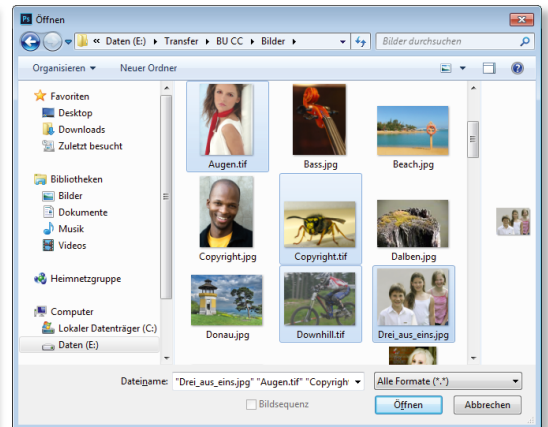 Ps Öffnen
« Daten (E:) ▸ Transfer ▸ BU CC ▸ Bilder ▸
Bilder durchsuchen
Organisieren ▾ Neuer Ordner
Favoriten
Desktop
Downloads
Zuletzt besucht
Bibliotheken
Bilder
Dokumente
Musik
Videos
Heimnetzgruppe
Computer
Lokaler Datenträger (C:)
Daten (E:)
Augen.tif Bass.jpg Beach.jpg
Copyright.jpg Copyright.tif Dalben.jpg
Donau.jpg Downhill.tif Drei_aus_eins.jpg
Dateiname: "Drei_aus_eins.jpg" "Augen.tif" "Copyright
Alle Formate (*.*)
Bildsequenz
Öffnen Abbrechen